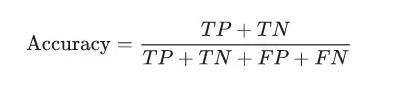 Accuracy = TP + TN / TP + TN + FP + FN